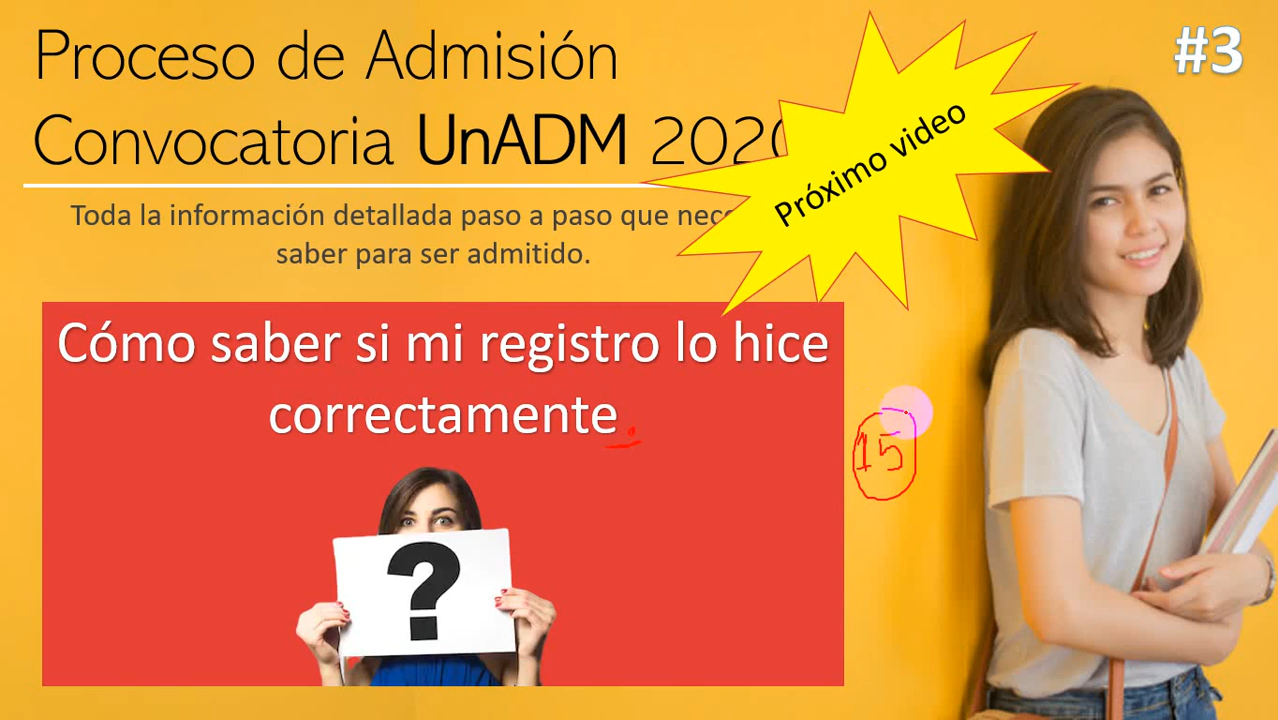 Proceso de Admisión
#3
Convocatoria UnADM 2020
Próximo video
Toda la información detallada paso a paso que
saber para ser admitido.
Cómo saber si mi registro lo hice
correctamente
15
?